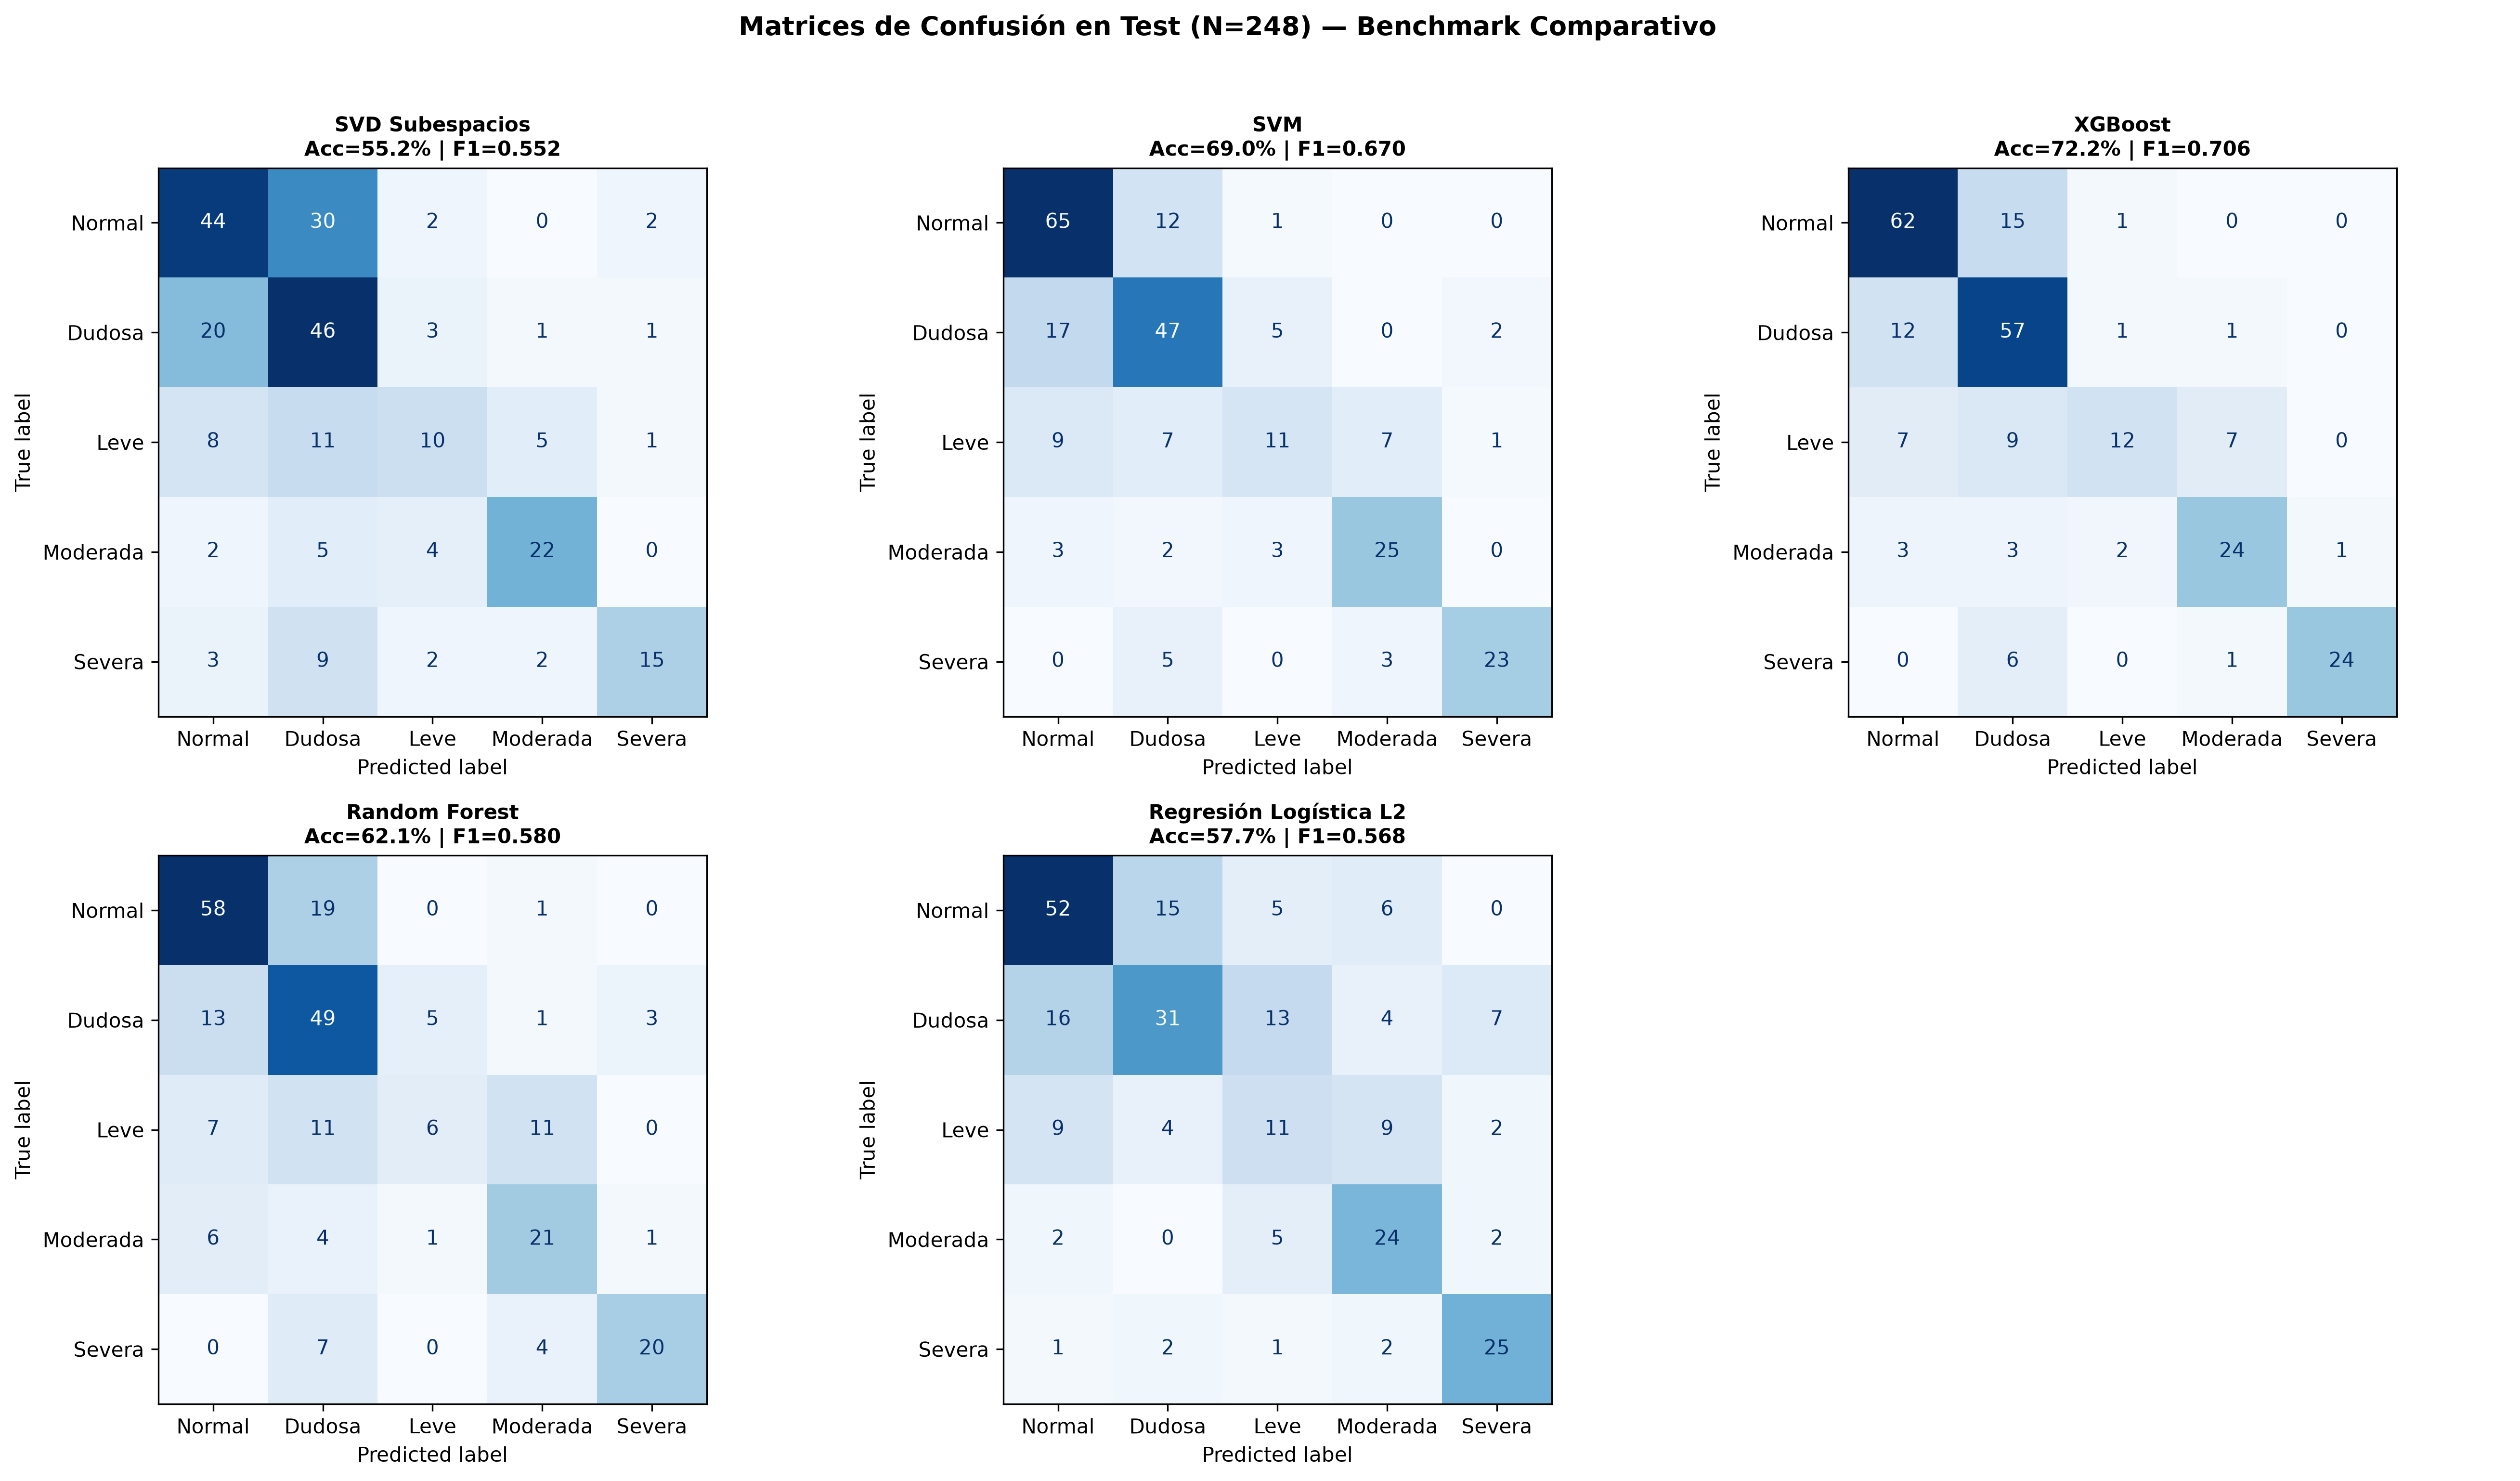 Matrices de Confusión en Test (N=248) — Benchmark Comparativo
SVD Subespacios
Acc=55.2% | F1=0.552
True label
Normal 44 30 2 0 2
Dudosa 20 46 3 1 1
Leve 8 11 10 5 1
Moderada 2 5 4 22 0
Severa 3 9 2 2 15
Normal Dudosa Leve Moderada Severa
Predicted label
SVM
Acc=69.0% | F1=0.670
True label
Normal 65 12 1 0 0
Dudosa 17 47 5 0 2
Leve 9 7 11 7 1
Moderada 3 2 3 25 0
Severa 0 5 0 3 23
Normal Dudosa Leve Moderada Severa
Predicted label
XGBoost
Acc=72.2% | F1=0.706
True label
Normal 62 15 1 0 0
Dudosa 12 57 1 1 0
Leve 7 9 12 7 0
Moderada 3 3 2 24 1
Severa 0 6 0 1 24
Normal Dudosa Leve Moderada Severa
Predicted label
Random Forest
Acc=62.1% | F1=0.580
True label
Normal 58 19 0 1 0
Dudosa 13 49 5 1 3
Leve 7 11 6 11 0
Moderada 6 4 1 21 1
Severa 0 7 0 4 20
Normal Dudosa Leve Moderada Severa
Predicted label
Regresión Logística L2
Acc=57.7% | F1=0.568
True label
Normal 52 15 5 6 0
Dudosa 16 31 13 4 7
Leve 9 4 11 9 2
Moderada 2 0 5 24 2
Severa 1 2 1 2 25
Normal Dudosa Leve Moderada Severa
Predicted label